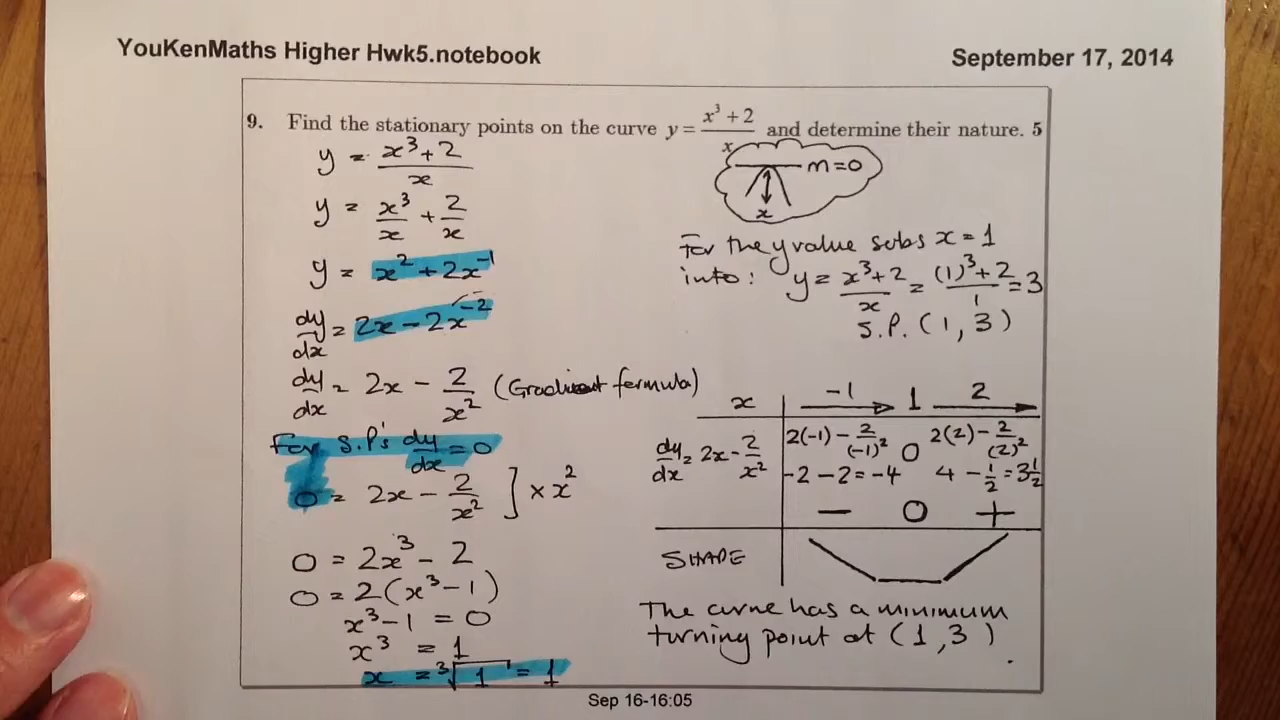 YouKenMaths Higher Hwk5.notebook
September 17, 2014
9. Find the stationary points on the curve y = (x³ + 2)/x and determine their nature. 5
y = (x³+2)/x
y = x³/x + 2/x
y = x² + 2x⁻¹
dy/dx = 2x − 2x⁻²
dy/dx = 2x − 2/x² (Gradient formula)
For S.P's dy/dx = 0
0 = 2x − 2/x² ] × x²
0 = 2x³ − 2
0 = 2(x³ − 1)
x³ − 1 = 0
x³ = 1
x = ³√1 = 1
m = 0
x
For the y value subs x = 1
into: y = (x³+2)/x = ((1)³+2)/1 = 3
S.P. (1, 3)
x −1 → 1 2 →
dy/dx = 2x − 2/x² 2(−1) − 2/(−1)² 0 2(2) − 2/(2)²
−2 − 2 = −4 4 − 1/2 = 3 1/2
− 0 +
SHAPE
The curve has a minimum
turning point at (1, 3)
Sep 16-16:05